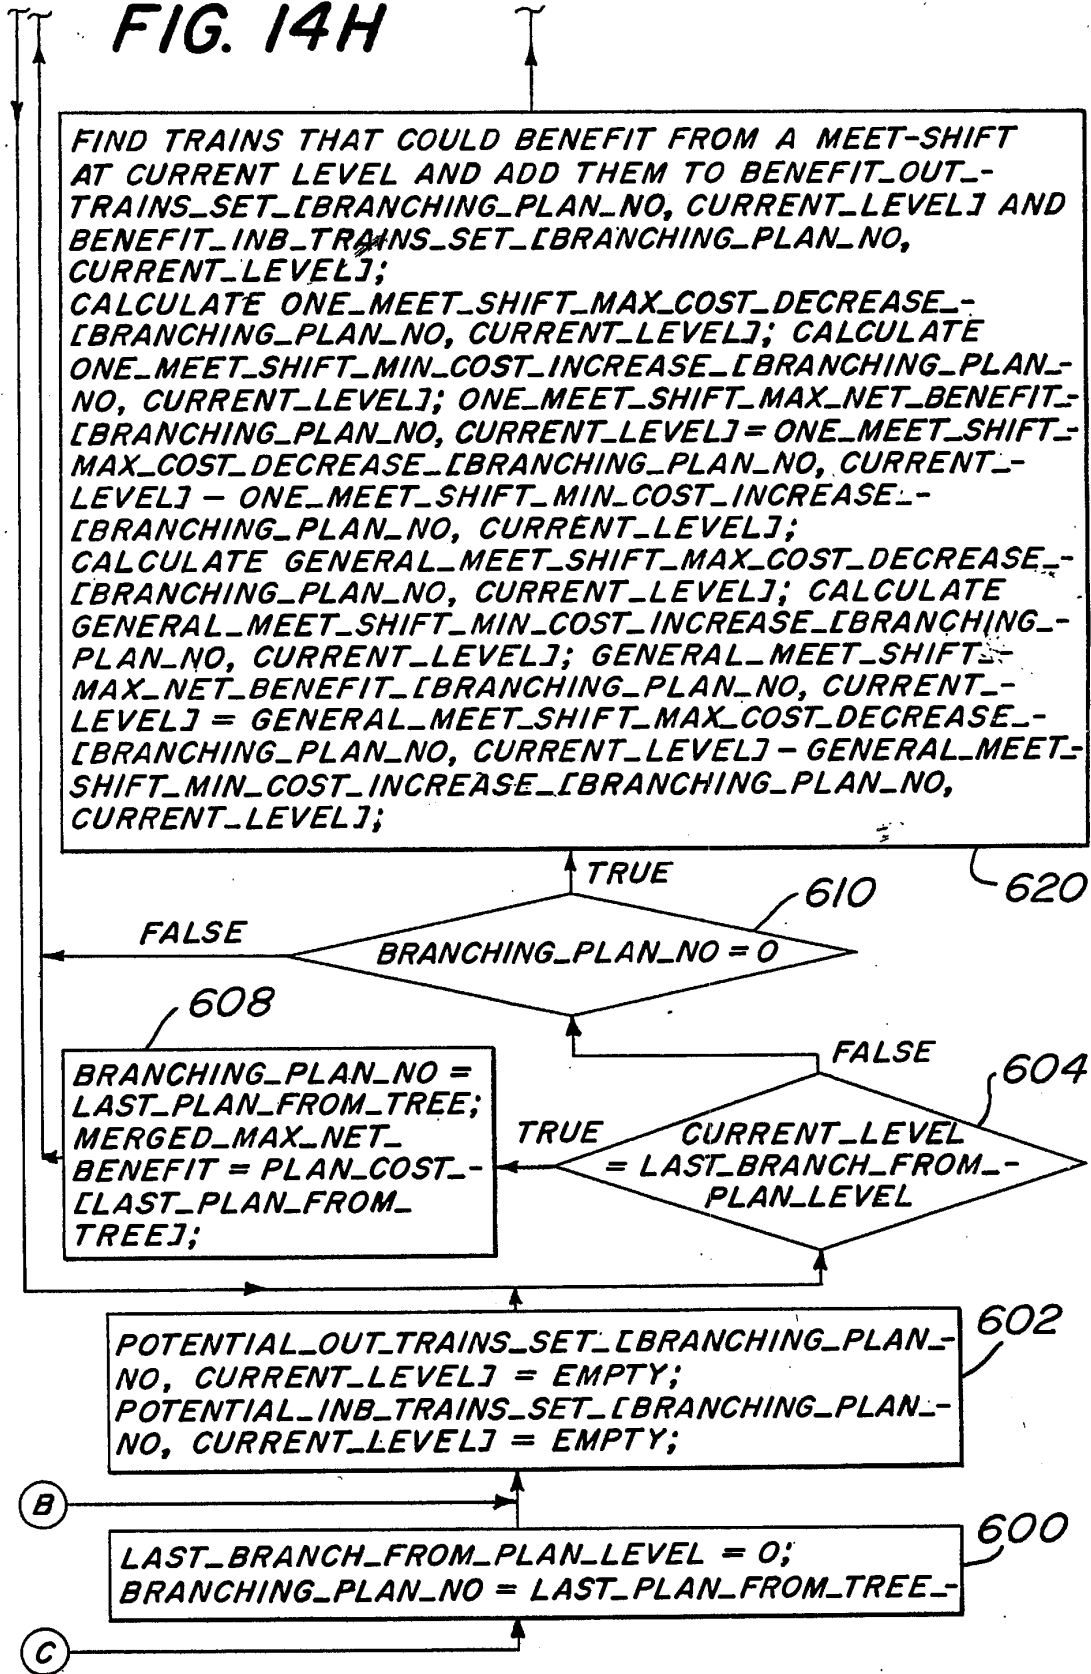 FIG. 14H
FIND TRAINS THAT COULD BENEFIT FROM A MEET-SHIFT
AT CURRENT LEVEL AND ADD THEM TO BENEFIT_OUT_-
TRAINS_SET_[BRANCHING_PLAN_NO, CURRENT_LEVEL] AND
BENEFIT_INB_TRAINS_SET_[BRANCHING_PLAN_NO,
CURRENT_LEVEL];
CALCULATE ONE_MEET_SHIFT_MAX_COST_DECREASE_-
[BRANCHING_PLAN_NO, CURRENT_LEVEL]; CALCULATE
ONE_MEET_SHIFT_MIN_COST_INCREASE_[BRANCHING_PLAN_-
NO, CURRENT_LEVEL]; ONE_MEET_SHIFT_MAX_NET_BENEFIT_-
[BRANCHING_PLAN_NO, CURRENT_LEVEL] = ONE_MEET_SHIFT_-
MAX_COST_DECREASE_[BRANCHING_PLAN_NO, CURRENT_-
LEVEL] - ONE_MEET_SHIFT_MIN_COST_INCREASE_-
[BRANCHING_PLAN_NO, CURRENT_LEVEL];
CALCULATE GENERAL_MEET_SHIFT_MAX_COST_DECREASE_-
[BRANCHING_PLAN_NO, CURRENT_LEVEL]; CALCULATE
GENERAL_MEET_SHIFT_MIN_COST_INCREASE_[BRANCHING_-
PLAN_NO, CURRENT_LEVEL]; GENERAL_MEET_SHIFT_-
MAX_NET_BENEFIT_[BRANCHING_PLAN_NO, CURRENT_-
LEVEL] = GENERAL_MEET_SHIFT_MAX_COST_DECREASE_-
[BRANCHING_PLAN_NO, CURRENT_LEVEL] - GENERAL_MEET_-
SHIFT_MIN_COST_INCREASE_[BRANCHING_PLAN_NO,
CURRENT_LEVEL];
620
TRUE
610
FALSE
BRANCHING_PLAN_NO = 0
608
BRANCHING_PLAN_NO =
LAST_PLAN_FROM_TREE;
MERGED_MAX_NET_
BENEFIT = PLAN_COST_-
[LAST_PLAN_FROM_
TREE];
FALSE
604
TRUE
CURRENT_LEVEL
= LAST_BRANCH_FROM_-
PLAN_LEVEL
602
POTENTIAL_OUT_TRAINS_SET_[BRANCHING_PLAN_-
NO, CURRENT_LEVEL] = EMPTY;
POTENTIAL_INB_TRAINS_SET_[BRANCHING_PLAN_-
NO, CURRENT_LEVEL] = EMPTY;
B
600
LAST_BRANCH_FROM_PLAN_LEVEL = 0;
BRANCHING_PLAN_NO = LAST_PLAN_FROM_TREE_-
C